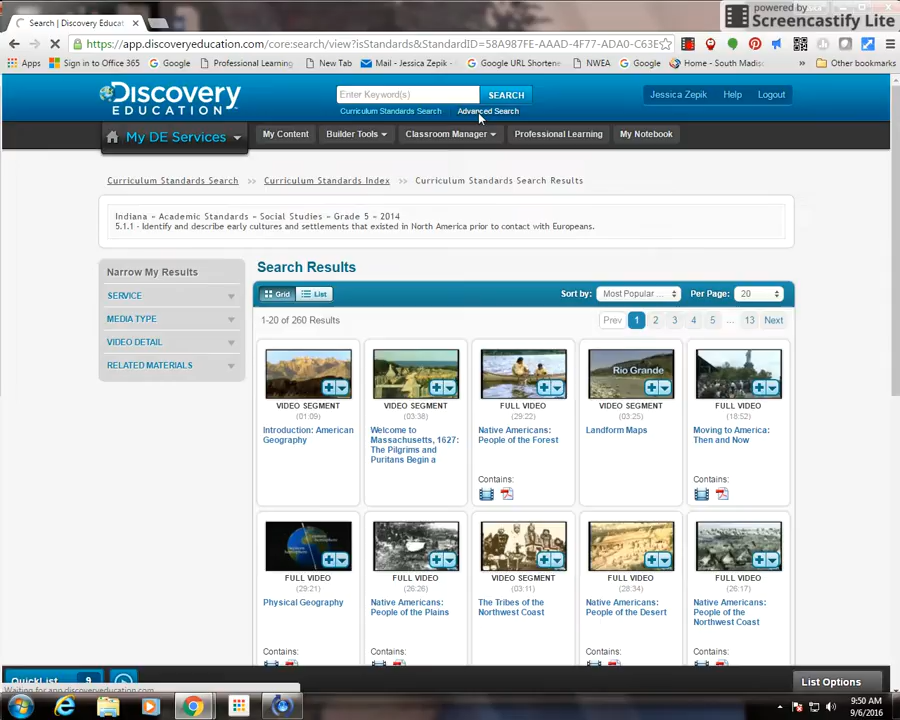 powered by
Screencastify Lite
Search | Discovery Educat
https://app.discoveryeducation.com/core:search/view?isStandards&StandardID=58A987FE-AAAD-4F77-ADA0-C63E
Apps Sign in to Office 365 Google Professional Learning New Tab Mail - Jessica Zepik - Google URL Shortene NWEA Google Home - South Madis » Other bookmarks
Discovery
EDUCATION
Enter Keyword(s) SEARCH
Curriculum Standards Search Advanced Search
Jessica Zepik Help Logout
My DE Services My Content Builder Tools Classroom Manager Professional Learning My Notebook
Curriculum Standards Search >> Curriculum Standards Index >> Curriculum Standards Search Results
Indiana - Academic Standards - Social Studies - Grade 5 - 2014
5.1.1 - Identify and describe early cultures and settlements that existed in North America prior to contact with Europeans.
Narrow My Results
SERVICE
MEDIA TYPE
VIDEO DETAIL
RELATED MATERIALS
Search Results
Grid List Sort by: Most Popular ... Per Page: 20
1-20 of 260 Results Prev 1 2 3 4 5 ... 13 Next
Rio Grande
VIDEO SEGMENT
(01:09)
Introduction: American
Geography
VIDEO SEGMENT
(03:38)
Welcome to
Massachusetts, 1627:
The Pilgrims and
Puritans Begin a
FULL VIDEO
(29:22)
Native Americans:
People of the Forest
Contains:
VIDEO SEGMENT
(03:25)
Landform Maps
FULL VIDEO
(18:52)
Moving to America:
Then and Now
Contains:
FULL VIDEO
(29:21)
Physical Geography
Contains:
FULL VIDEO
(26:26)
Native Americans:
People of the Plains
Contains:
VIDEO SEGMENT
(03:11)
The Tribes of the
Northwest Coast
FULL VIDEO
(28:34)
Native Americans:
People of the Desert
Contains:
FULL VIDEO
(26:17)
Native Americans:
People of the
Northwest Coast
Contains:
QuickList 9
List Options
Waiting for app.discoveryeducation.com
9:50 AM
9/6/2016